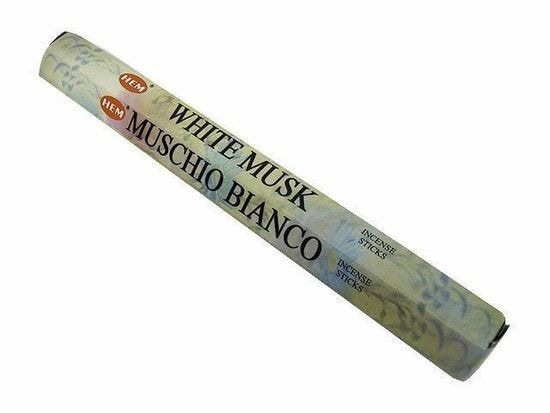 HEM
WHITE MUSK
INCENSE
STICKS
HEM
MUSCHIO BIANCO
INCENSE
STICKS